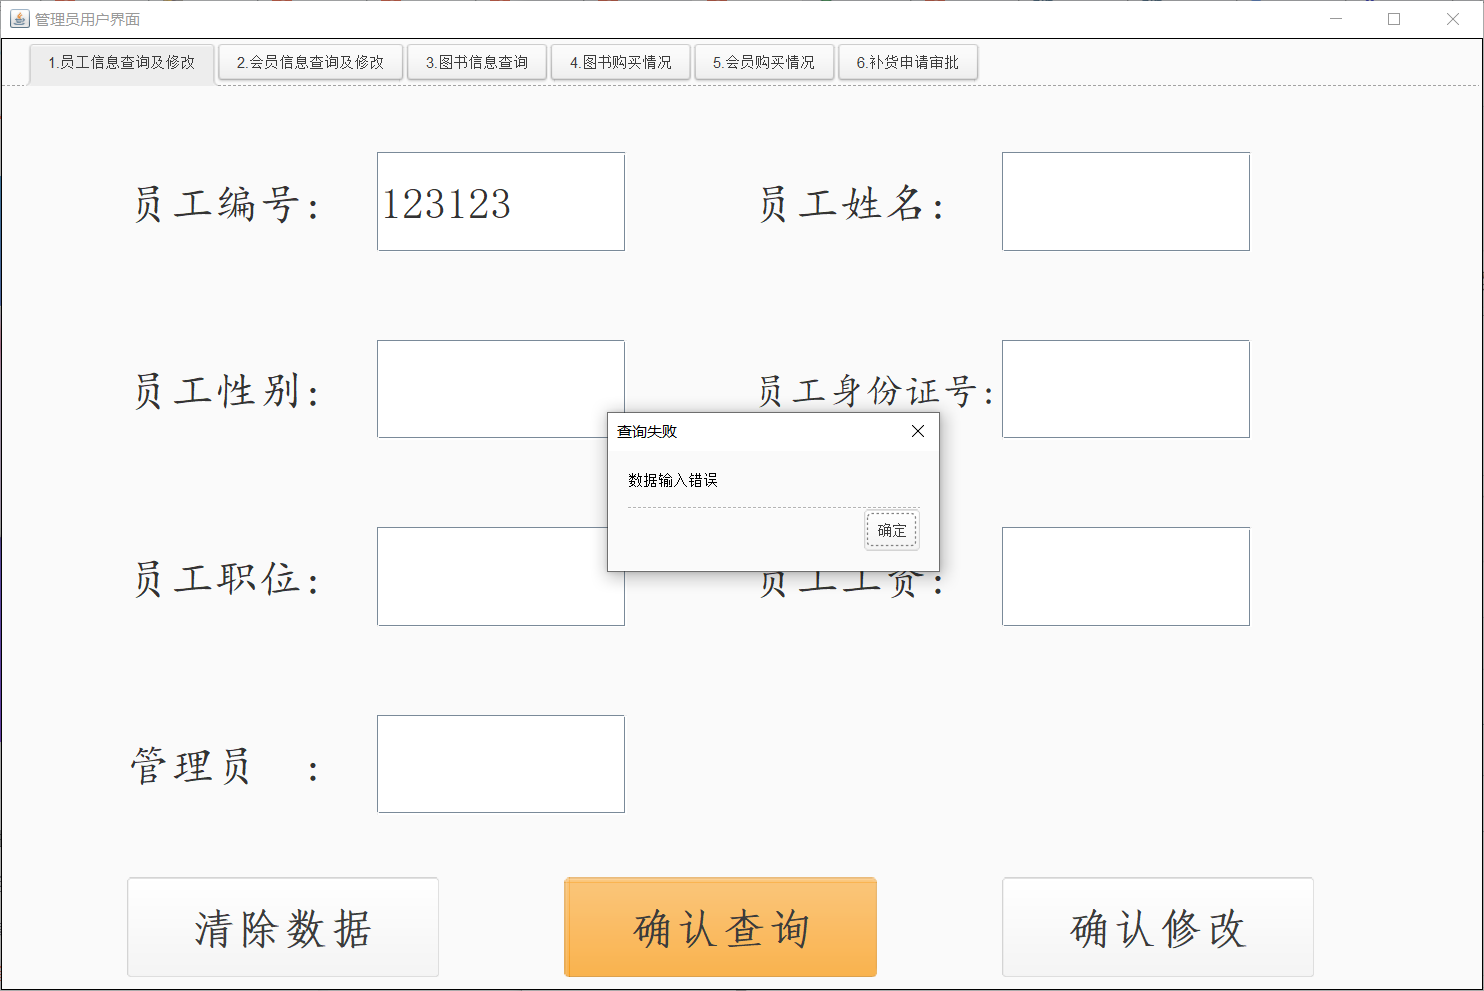 管理员用户界面
1.员工信息查询及修改 2.会员信息查询及修改 3.图书信息查询 4.图书购买情况 5.会员购买情况 6.补货申请审批
员工编号: 123123 员工姓名:
员工性别: 员工身份证号:
查询失败
数据输入错误
确定
员工职位: 员工工资:
管理员 :
清除数据 确认查询 确认修改